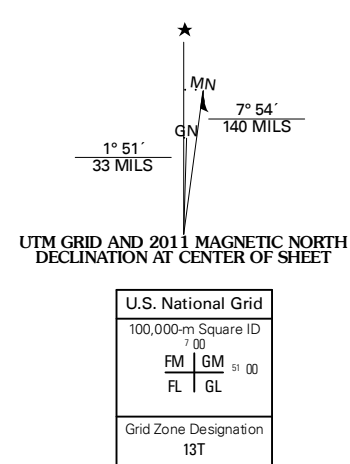 ★
MN
7° 54´
140 MILS
GN
1° 51´
33 MILS
UTM GRID AND 2011 MAGNETIC NORTH
DECLINATION AT CENTER OF SHEET
U.S. National Grid
100,000-m Square ID
7 00
FM GM 51 00
FL GL
Grid Zone Designation
13T